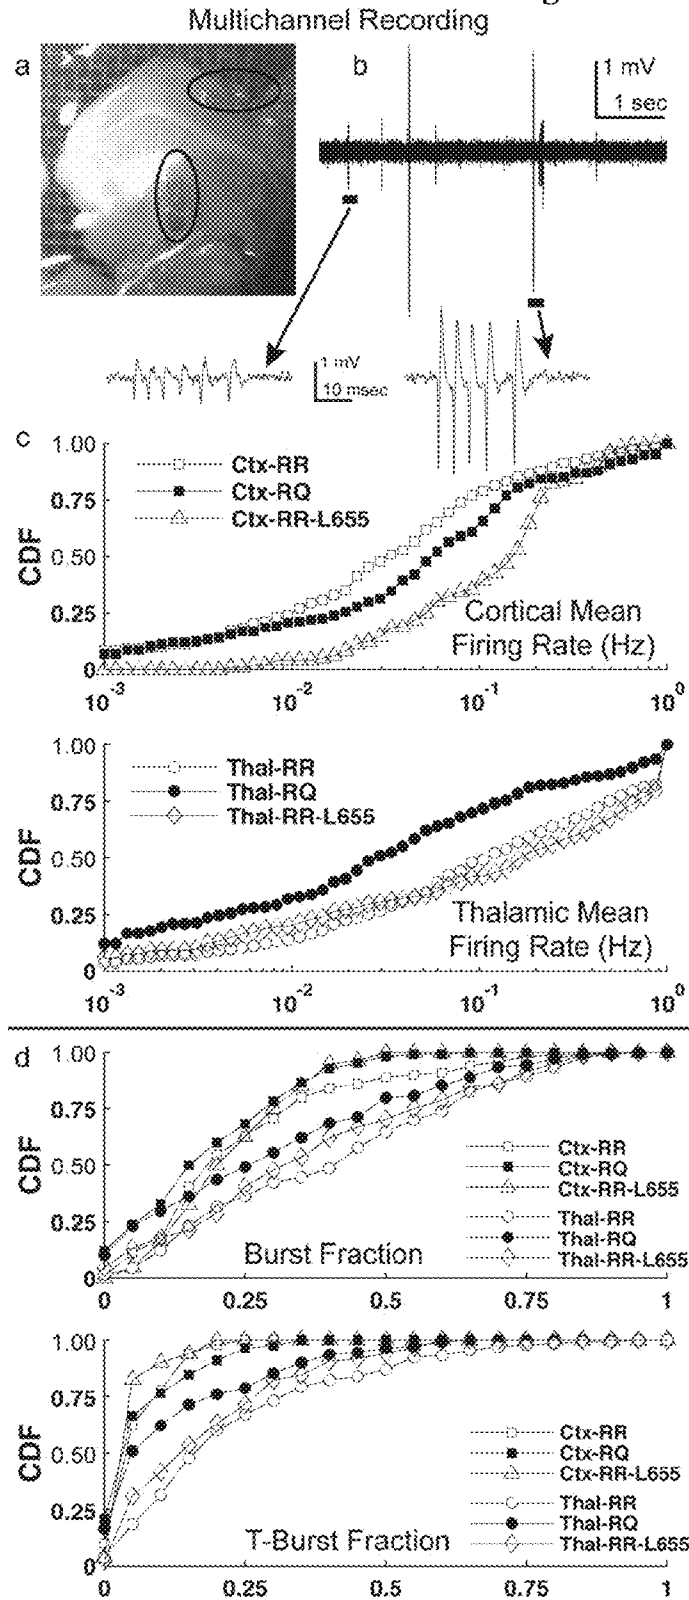 Multichannel Recording
a
b
1 mV
1 sec
1 mV
10 msec
c
1.00
0.75
0.50
0.25
0
CDF
Ctx-RR
Ctx-RQ
Ctx-RR-L655
Cortical Mean
Firing Rate (Hz)
10^-3 10^-2 10^-1 10^0
1.00
0.75
0.50
0.25
0
CDF
Thal-RR
Thal-RQ
Thal-RR-L655
Thalamic Mean
Firing Rate (Hz)
10^-3 10^-2 10^-1 10^0
d
1.00
0.75
0.50
0.25
0
CDF
Ctx-RR
Ctx-RQ
Ctx-RR-L655
Thal-RR
Thal-RQ
Thal-RR-L655
Burst Fraction
0 0.25 0.5 0.75 1
1.00
0.75
0.50
0.25
0
CDF
Ctx-RR
Ctx-RQ
Ctx-RR-L655
Thal-RR
Thal-RQ
Thal-RR-L655
T-Burst Fraction
0 0.25 0.5 0.75 1